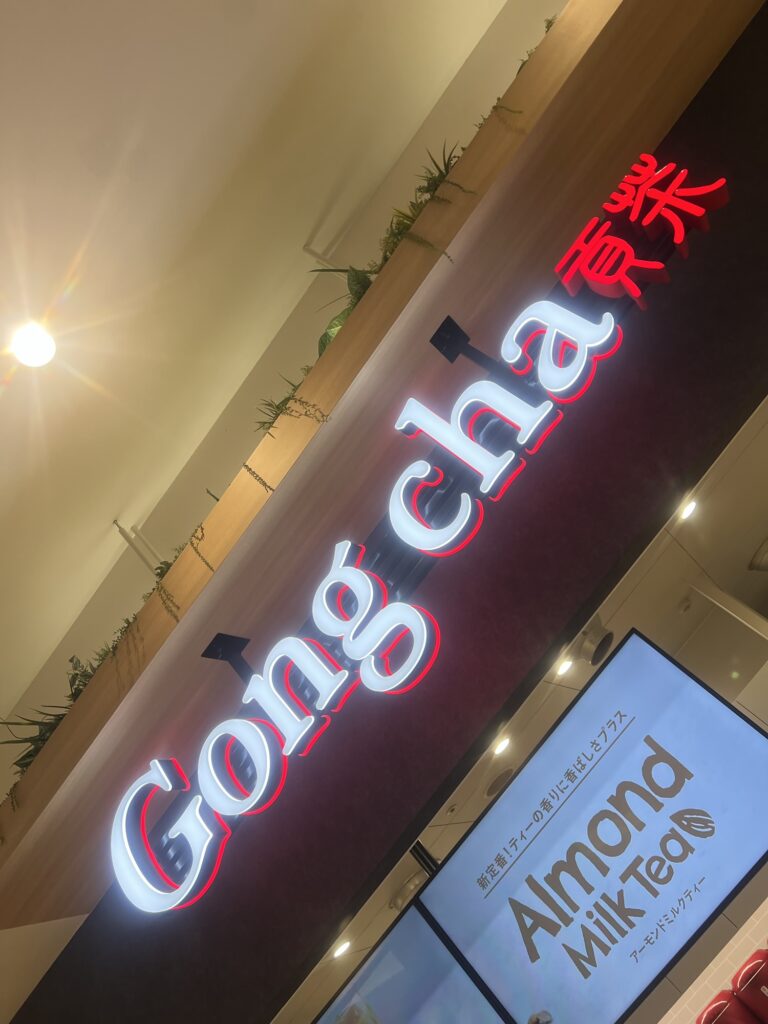 Gong cha 貢茶
新定番!ティーの香りに香ばしさプラス
Almond
Milk Tea
アーモンドミルクティー